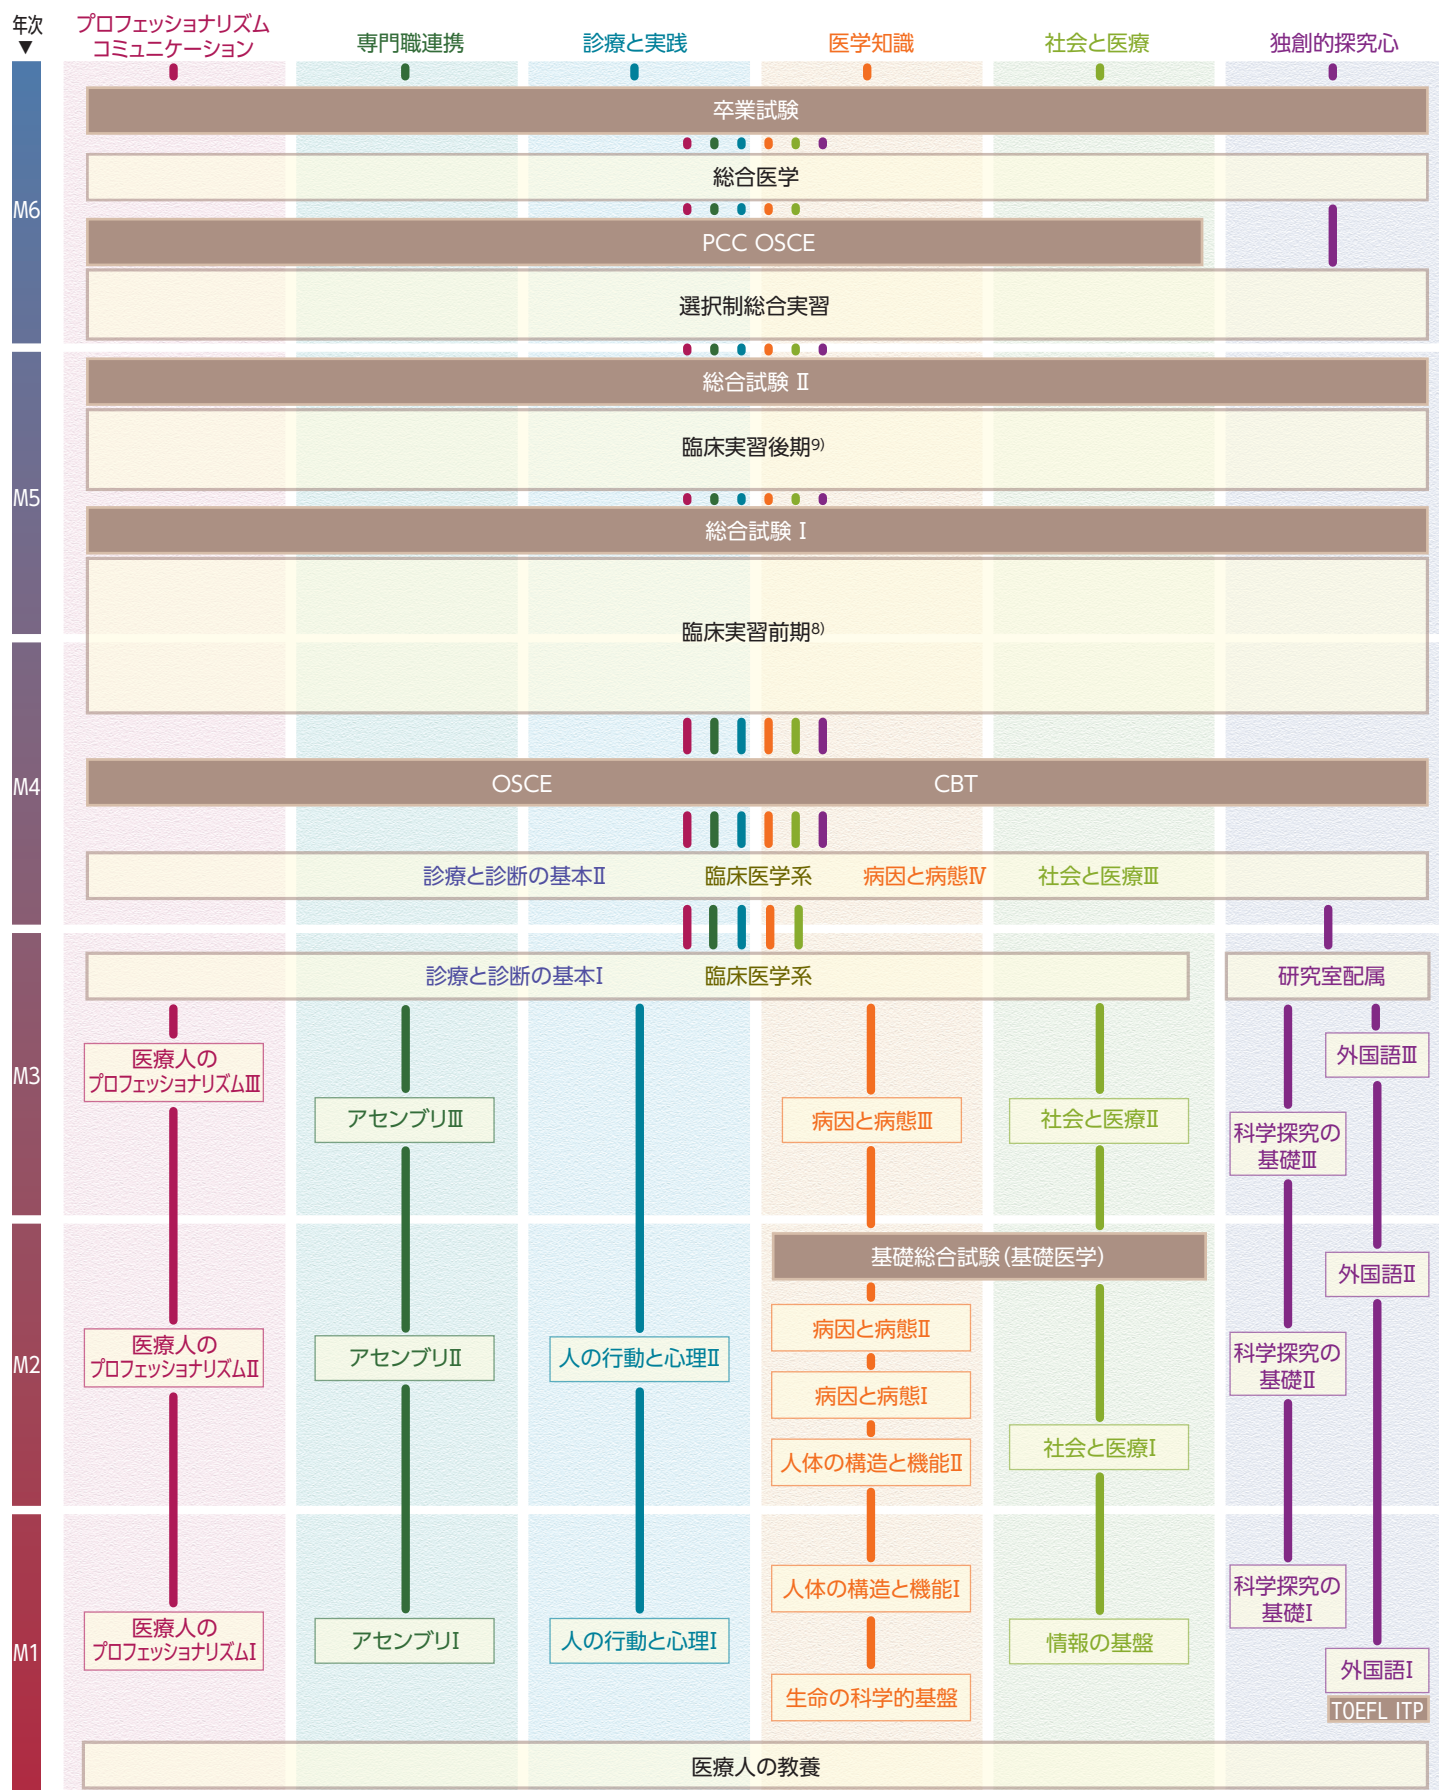 年次
▼
プロフェッショナリズム
コミュニケーション
専門職連携
診療と実践
医学知識
社会と医療
独創的探究心
M6
卒業試験
総合医学
PCC OSCE
選択制総合実習
M5
総合試験 Ⅱ
臨床実習後期9)
総合試験 Ⅰ
臨床実習前期8)
M4
OSCE
CBT
診療と診断の基本Ⅱ
臨床医学系
病因と病態Ⅳ
社会と医療Ⅲ
M3
診療と診断の基本Ⅰ
臨床医学系
研究室配属
医療人の
プロフェッショナリズムⅢ
アセンブリⅢ
病因と病態Ⅲ
社会と医療Ⅱ
科学探究の
基礎Ⅲ
外国語Ⅲ
M2
基礎総合試験(基礎医学)
外国語Ⅱ
医療人の
プロフェッショナリズムⅡ
アセンブリⅡ
人の行動と心理Ⅱ
病因と病態Ⅱ
病因と病態Ⅰ
人体の構造と機能Ⅱ
社会と医療Ⅰ
科学探究の
基礎Ⅱ
M1
医療人の
プロフェッショナリズムⅠ
アセンブリⅠ
人の行動と心理Ⅰ
人体の構造と機能Ⅰ
生命の科学的基盤
情報の基盤
科学探究の
基礎Ⅰ
外国語Ⅰ
TOEFL ITP
医療人の教養